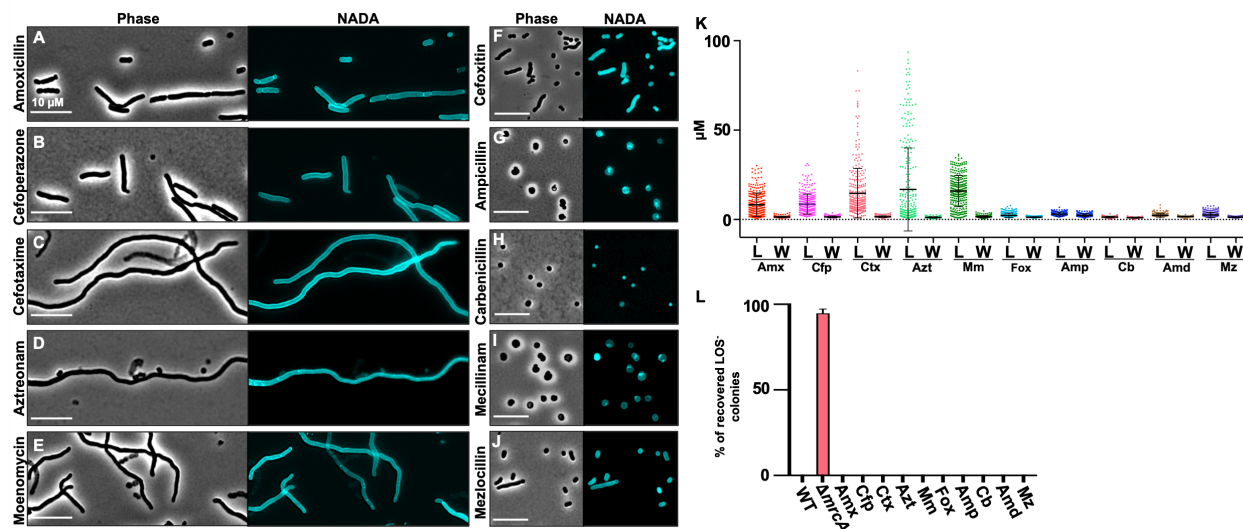 Phase NADA
A
Amoxicillin
10 µM
B
Cefoperazone
C
Cefotaxime
D
Aztreonam
E
Moenomycin
Phase NADA
F
Cefoxitin
G
Ampicillin
H
Carbenicillin
I
Mecillinam
J
Mezlocillin
K
100
50
0
µM
L W L W L W L W L W L W L W L W L W L W
Amx Cfp Ctx Azt Mm Fox Amp Cb Amd Mz
L
100
50
0
% of recovered LOS-
colonies
WT ΔmrcA Amx Cfp Ctx Azt Mm Fox Amp Cb Amd Mz